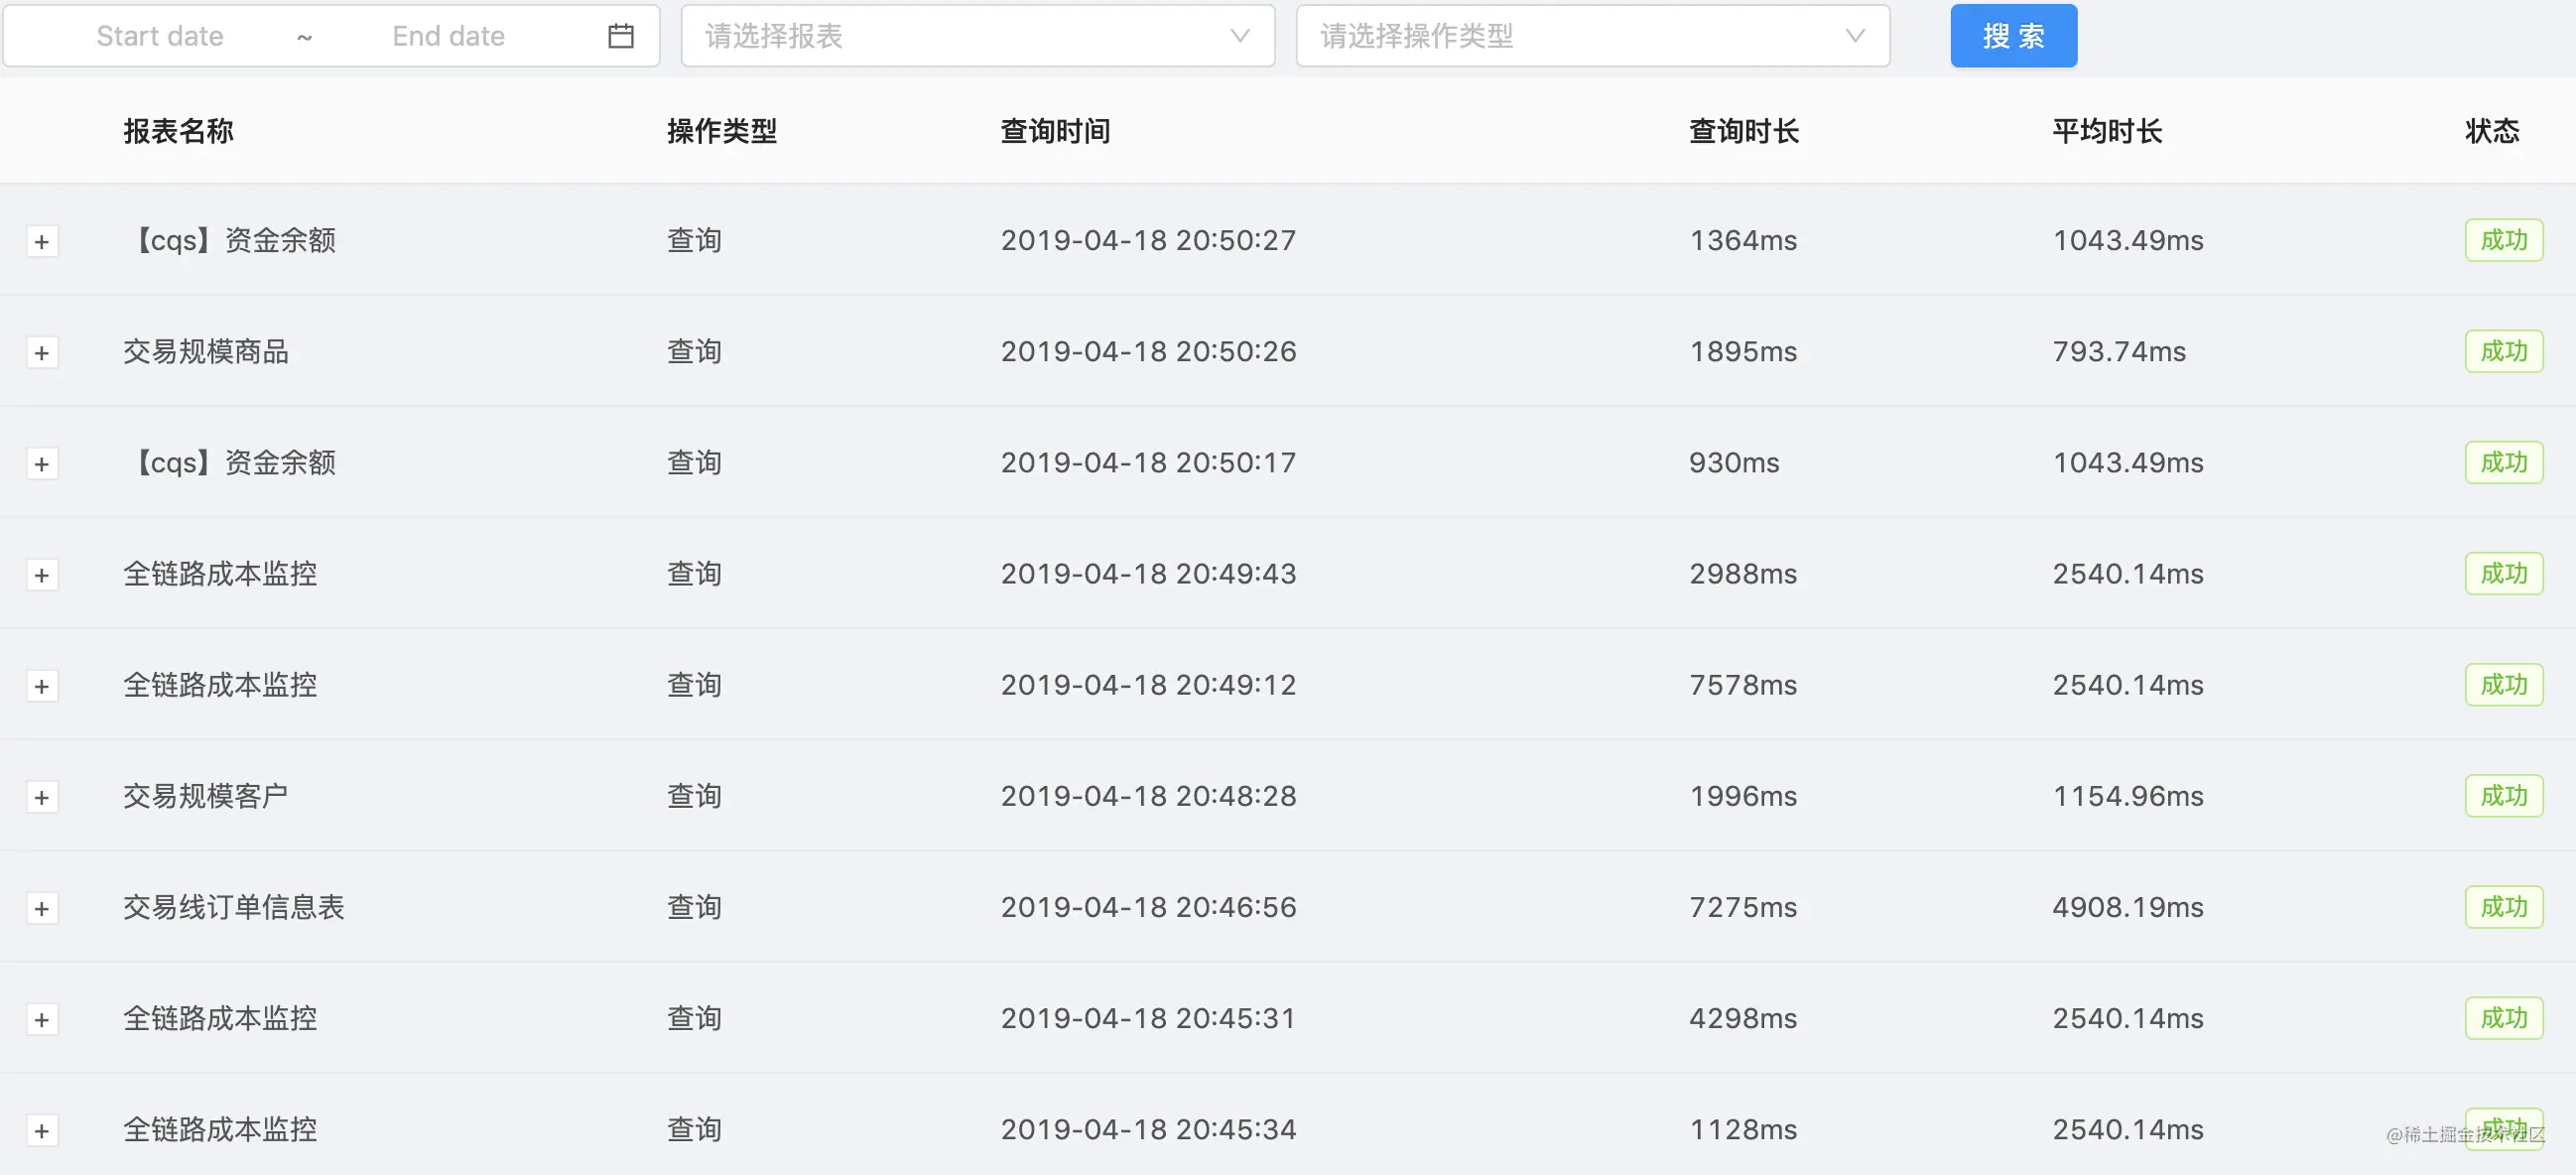 Start date ~ End date 请选择报表 请选择操作类型 搜 索
报表名称 操作类型 查询时间 查询时长 平均时长 状态
+ 【cqs】资金余额 查询 2019-04-18 20:50:27 1364ms 1043.49ms 成功
+ 交易规模商品 查询 2019-04-18 20:50:26 1895ms 793.74ms 成功
+ 【cqs】资金余额 查询 2019-04-18 20:50:17 930ms 1043.49ms 成功
+ 全链路成本监控 查询 2019-04-18 20:49:43 2988ms 2540.14ms 成功
+ 全链路成本监控 查询 2019-04-18 20:49:12 7578ms 2540.14ms 成功
+ 交易规模客户 查询 2019-04-18 20:48:28 1996ms 1154.96ms 成功
+ 交易线订单信息表 查询 2019-04-18 20:46:56 7275ms 4908.19ms 成功
+ 全链路成本监控 查询 2019-04-18 20:45:31 4298ms 2540.14ms 成功
+ 全链路成本监控 查询 2019-04-18 20:45:34 1128ms 2540.14ms 成功
@稀土掘金技术社区